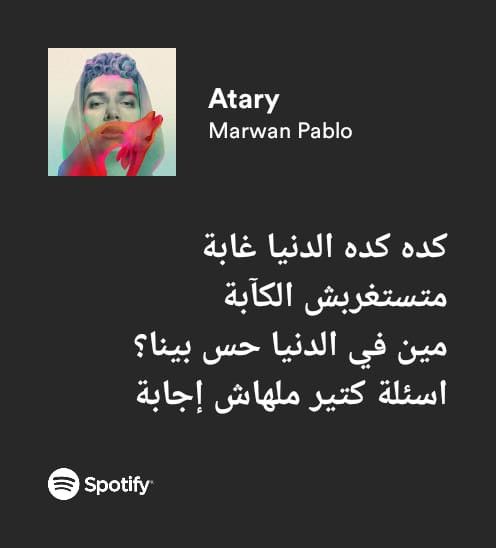 Atary
Marwan Pablo
كده كده الدنيا غابة
متستغربش الكآبة
مين في الدنيا حس بينا؟
اسئلة كتير ملهاش إجابة
Spotify